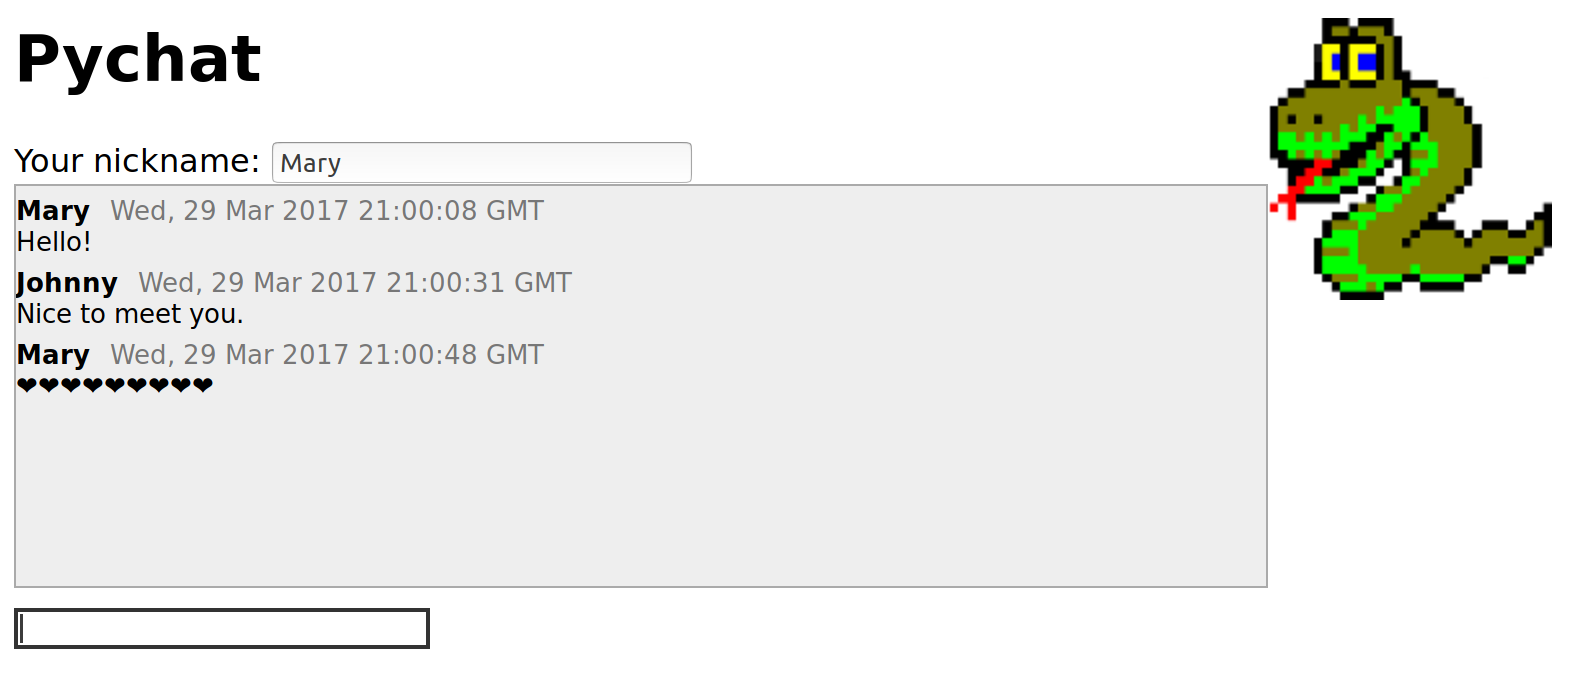 Pychat
Your nickname: Mary
Mary Wed, 29 Mar 2017 21:00:08 GMT
Hello!
Johnny Wed, 29 Mar 2017 21:00:31 GMT
Nice to meet you.
Mary Wed, 29 Mar 2017 21:00:48 GMT
❤❤❤❤❤❤❤❤❤